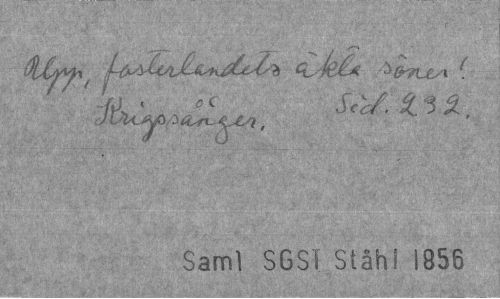 Upp, fosterlandets äkta söner!
Krigssånger. Sid. 232.
Saml SGST Ståhl 1856